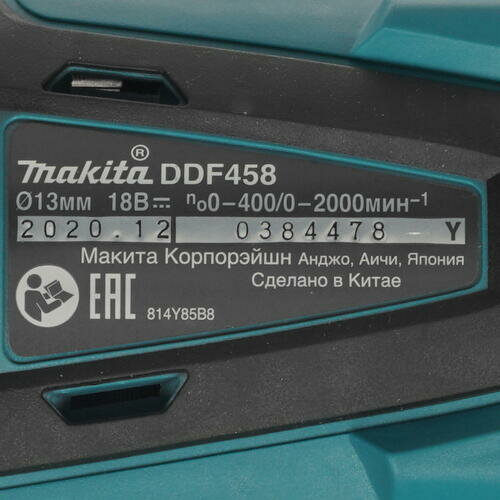 makita® DDF458
Ø13мм 18В⎓ n₀0-400/0-2000мин⁻¹
2020.12 0384478 Y
Макита Корпорэйшн Анджо, Аичи, Япония
Сделано в Китае
EAC 814Y85B8